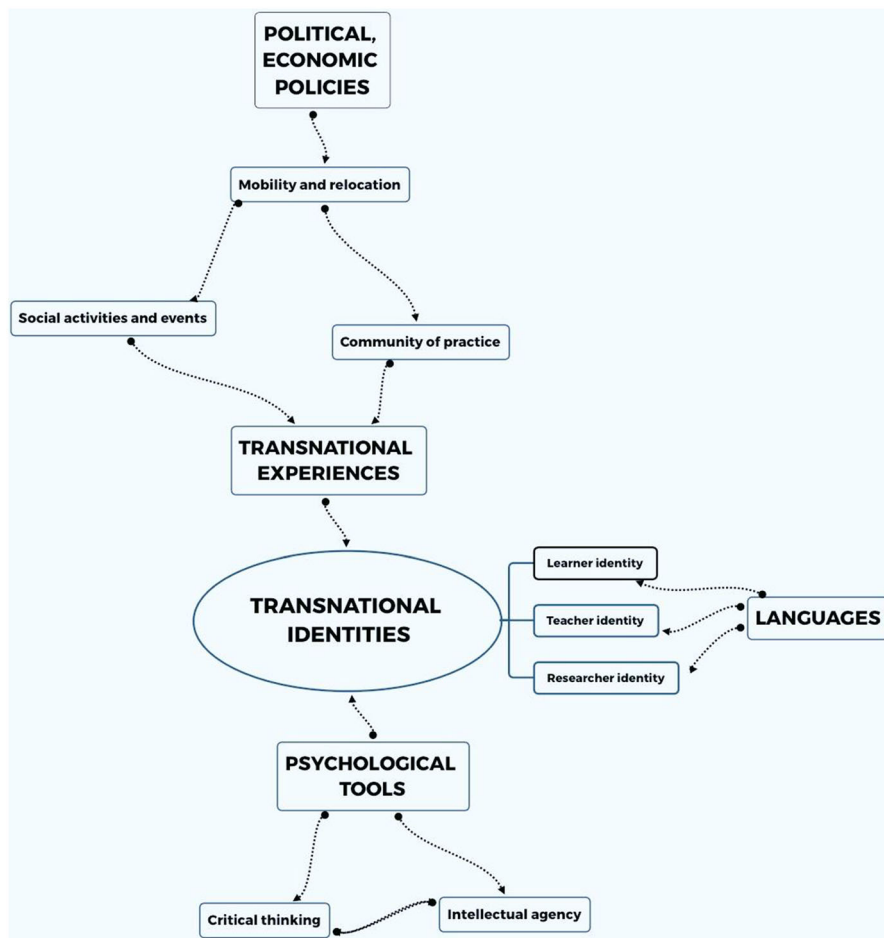 POLITICAL,
ECONOMIC
POLICIES
Mobility and relocation
Social activities and events
Community of practice
TRANSNATIONAL
EXPERIENCES
TRANSNATIONAL
IDENTITIES
Learner identity
Teacher identity
Researcher identity
LANGUAGES
PSYCHOLOGICAL
TOOLS
Critical thinking
Intellectual agency